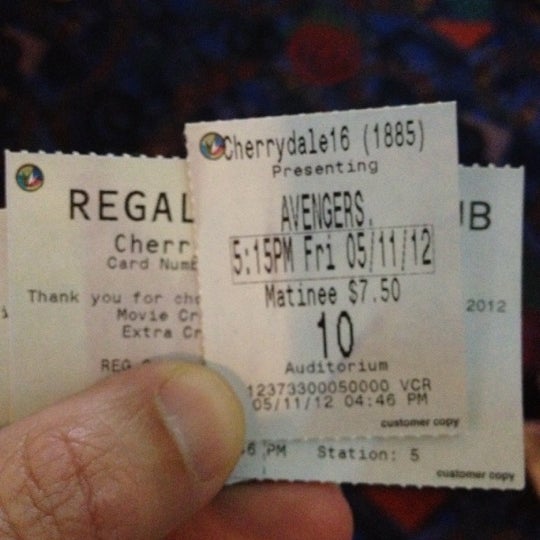 Cherrydale16 (1885)
Presenting
AVENGERS,
5:15PM Fri 05/11/12
Matinee $7.50
10
Auditorium
12373300050000 VCR
05/11/12 04:46 PM
customer copy
REGAL UB
Cherr
Card Numb
Thank you for cho 2012
Movie Cr
Extra Cr
REG
6 PM Station: 5
customer copy